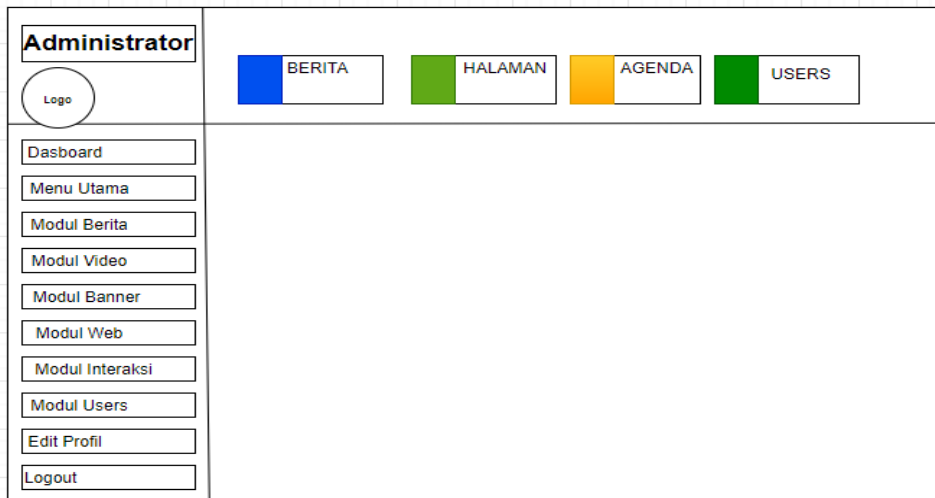 Administrator
Logo
BERITA
HALAMAN
AGENDA
USERS
Dasboard
Menu Utama
Modul Berita
Modul Video
Modul Banner
Modul Web
Modul Interaksi
Modul Users
Edit Profil
Logout